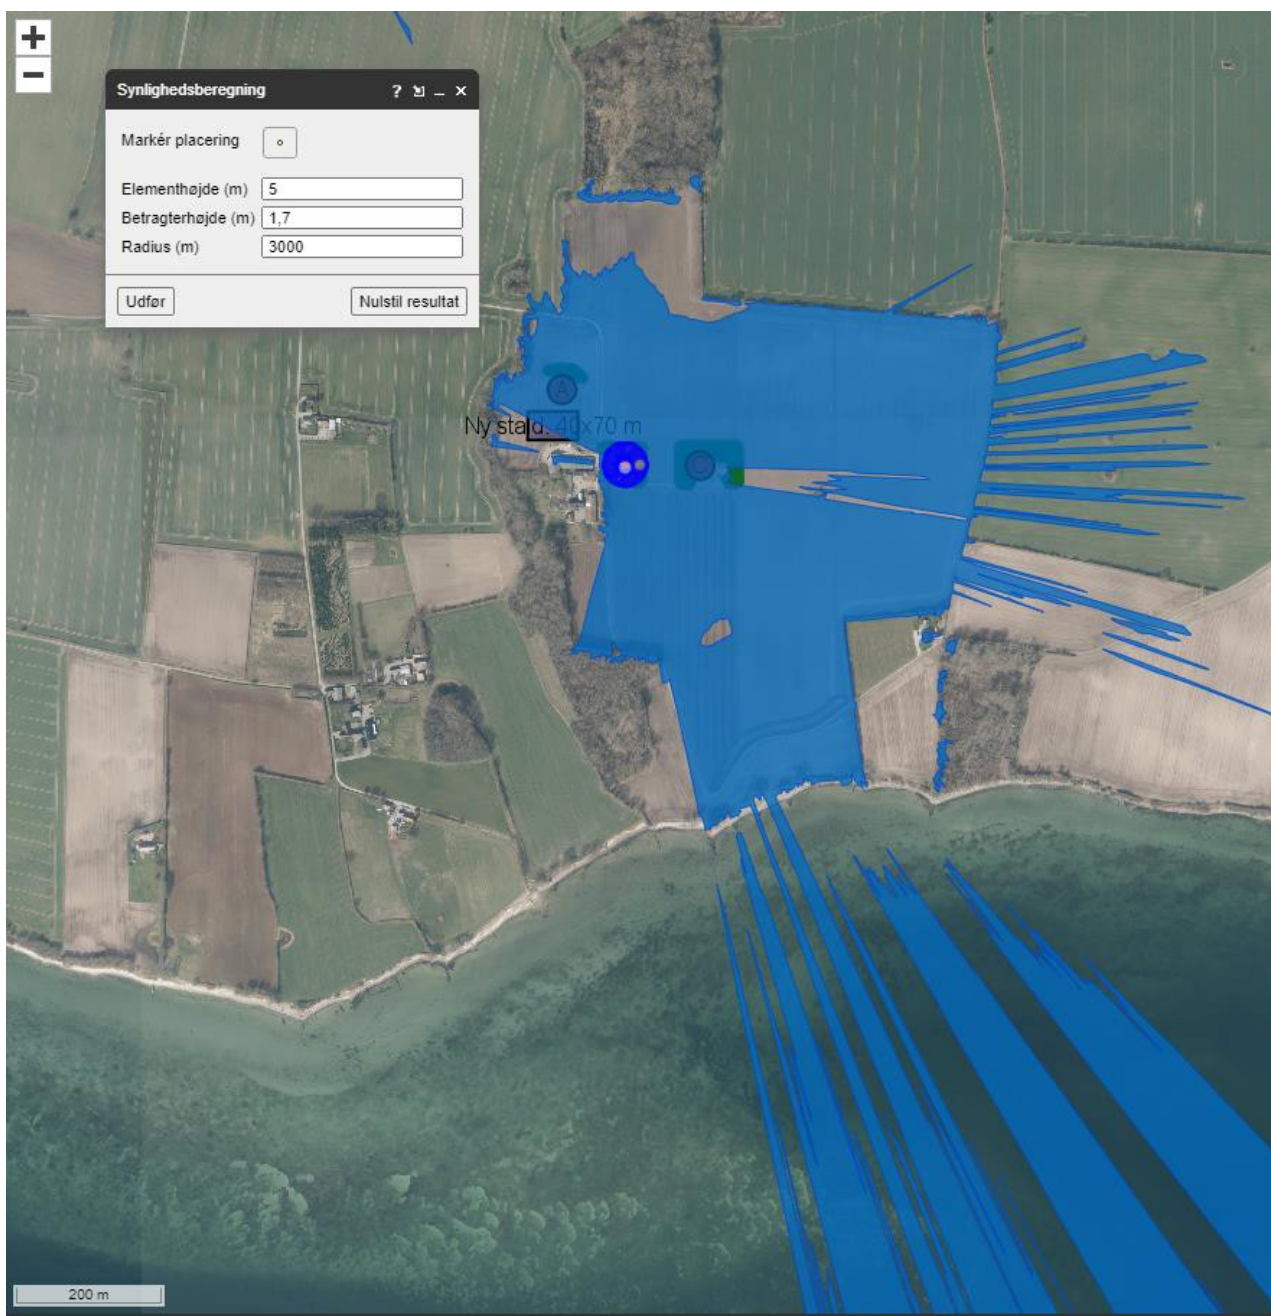 +
−
Synlighedsberegning ? _ ×
Markér placering
Elementhøjde (m) 5
Betragterhøjde (m) 1,7
Radius (m) 3000
Udfør Nulstil resultat
A
Ny stald. 40x70 m
C
200 m